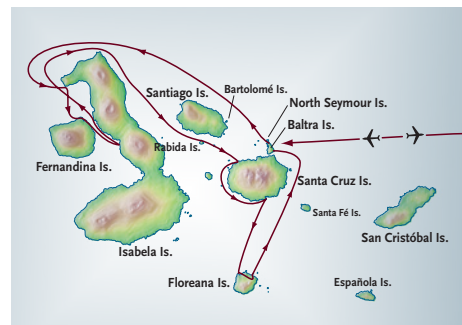 Santiago Is.
Bartolomé Is.
North Seymour Is.
Baltra Is.
Rabida Is.
Fernandina Is.
Santa Cruz Is.
Santa Fé Is.
San Cristóbal Is.
Isabela Is.
Floreana Is.
Española Is.